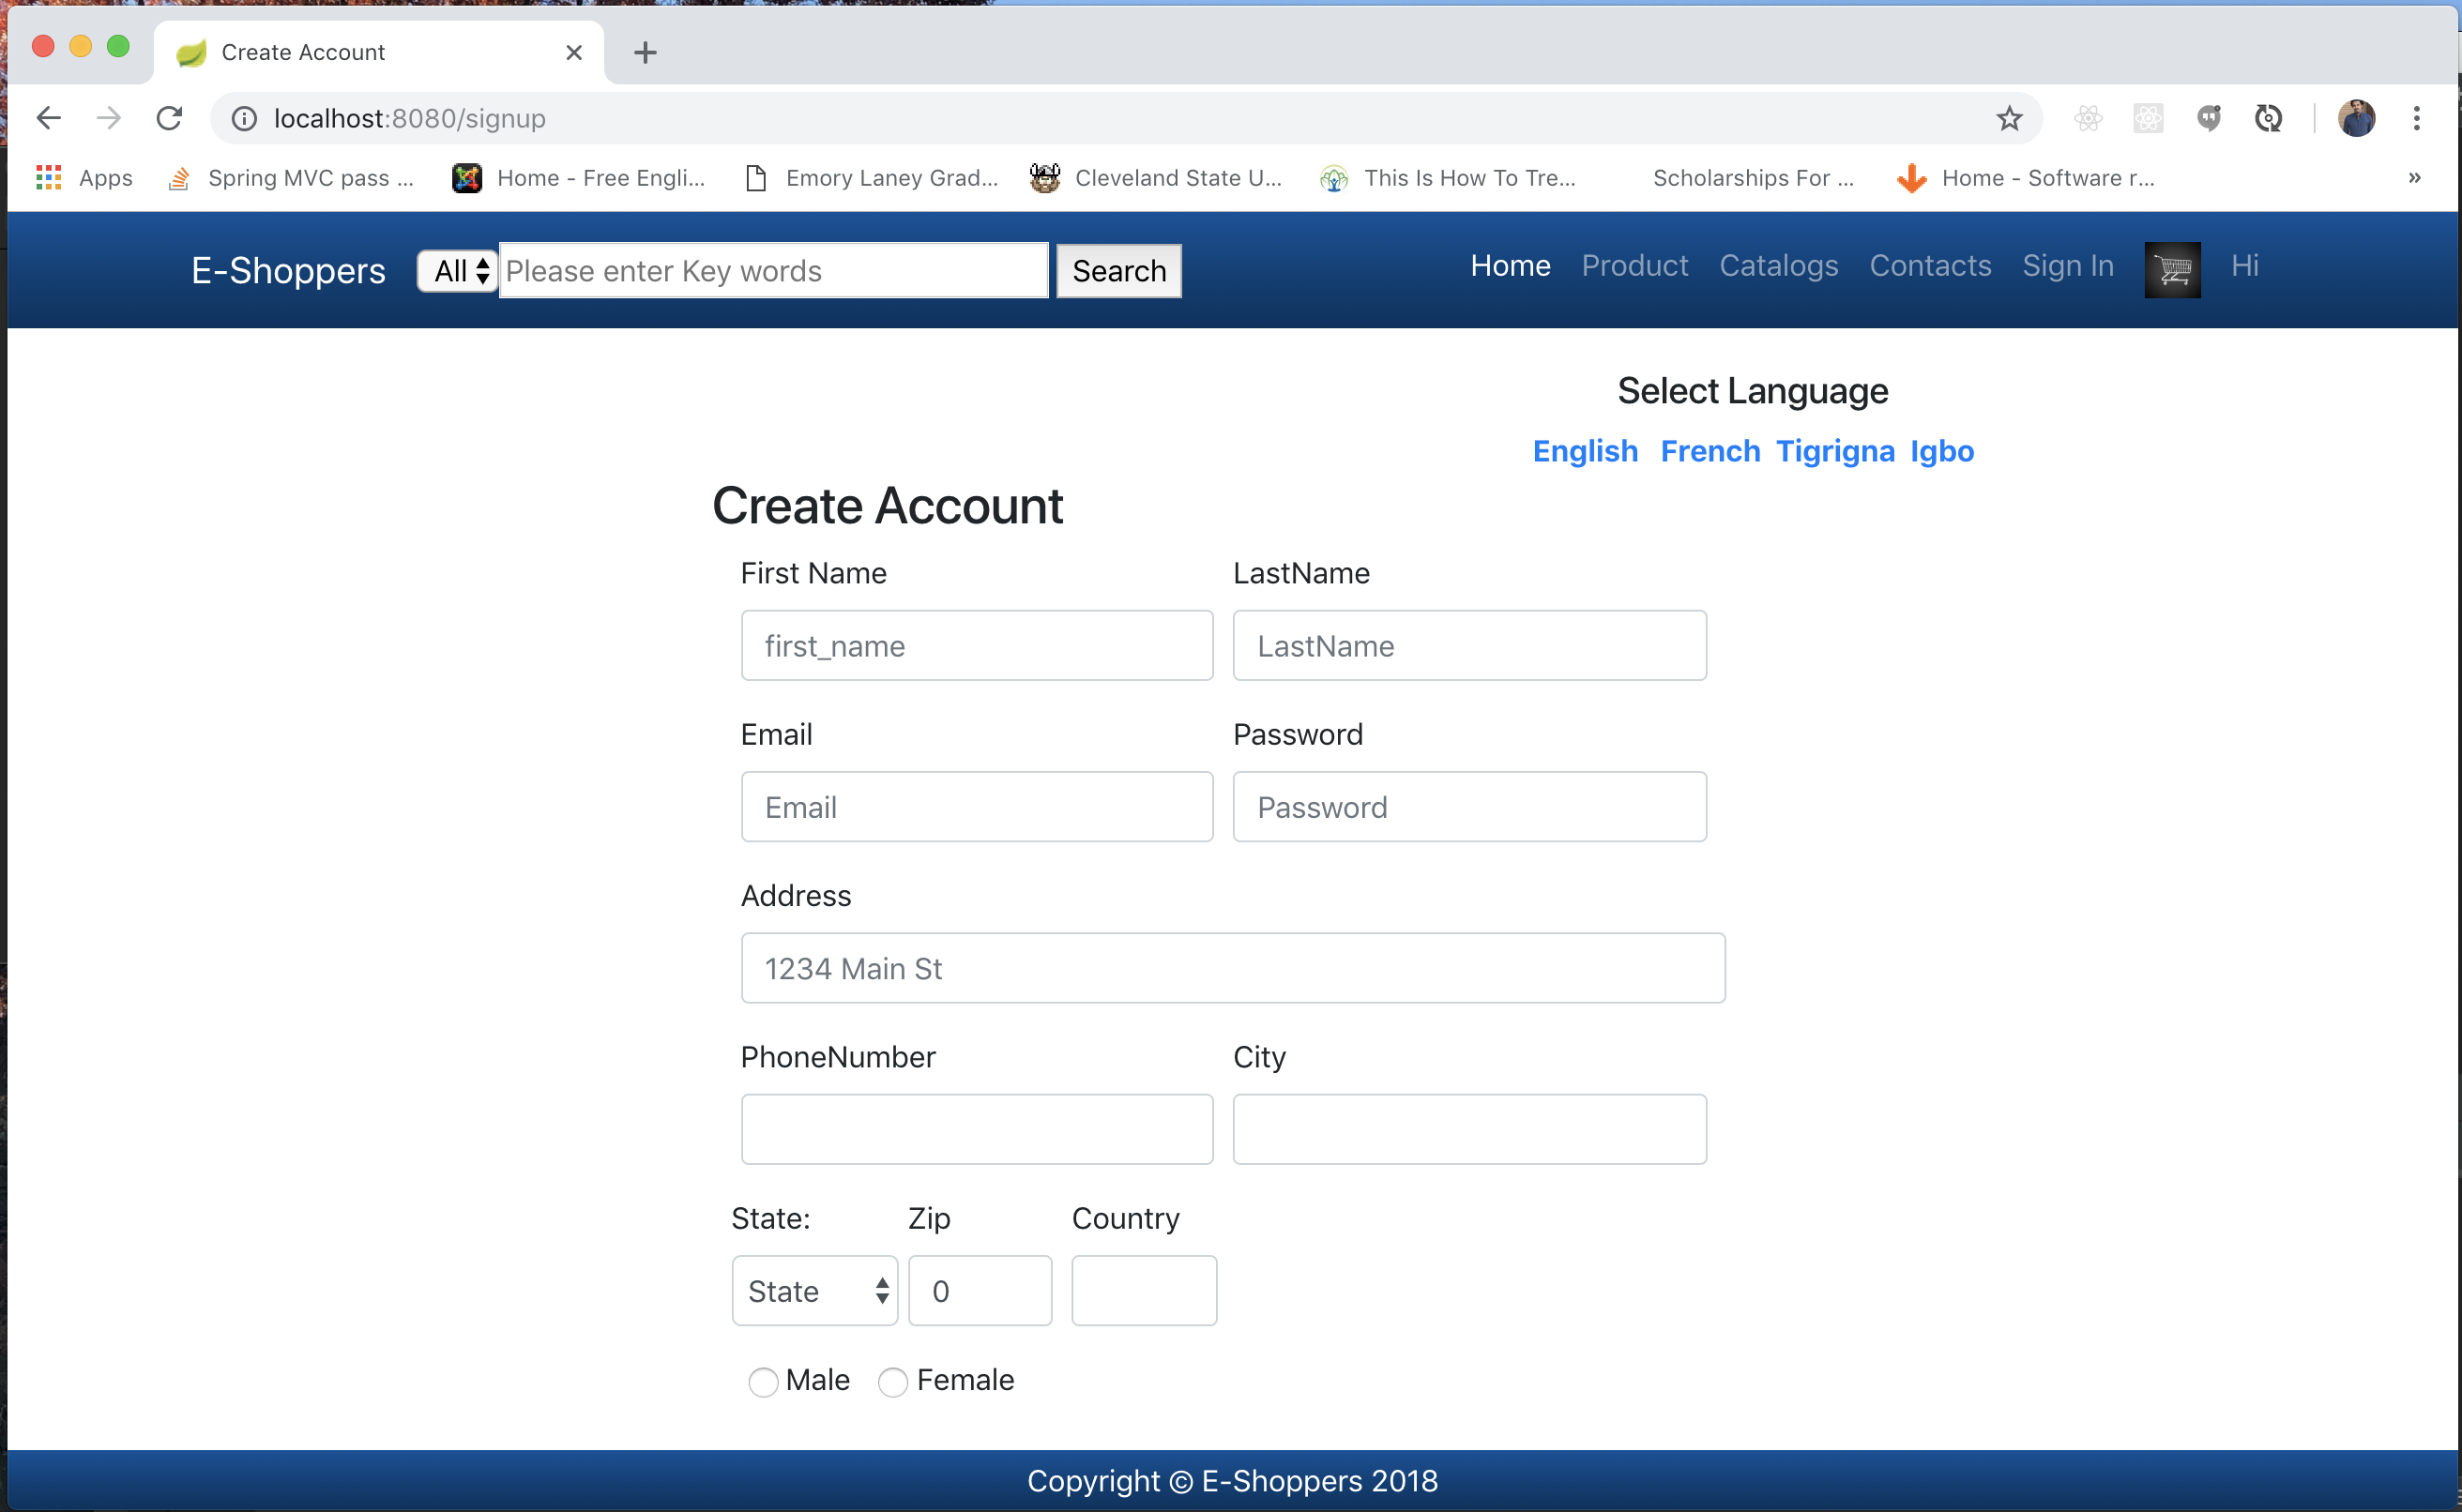 Create Account
localhost:8080/signup
Apps Spring MVC pass ... Home - Free Engli... Emory Laney Grad... Cleveland State U... This Is How To Tre... Scholarships For ... Home - Software r... »
E-Shoppers All Please enter Key words Search Home Product Catalogs Contacts Sign In Hi
Select Language
English French Tigrigna Igbo
Create Account
First Name LastName
first_name LastName
Email Password
Email Password
Address
1234 Main St
PhoneNumber City
State: Zip Country
State 0
Male Female
Copyright © E-Shoppers 2018